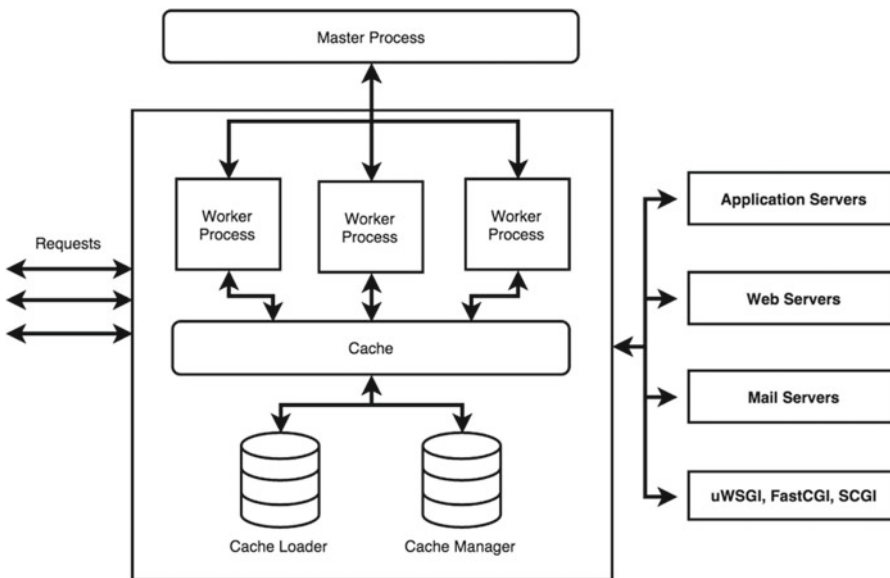 Master Process
Worker
Process
Worker
Process
Worker
Process
Requests
Cache
Cache Loader
Cache Manager
Application Servers
Web Servers
Mail Servers
uWSGI, FastCGI, SCGI